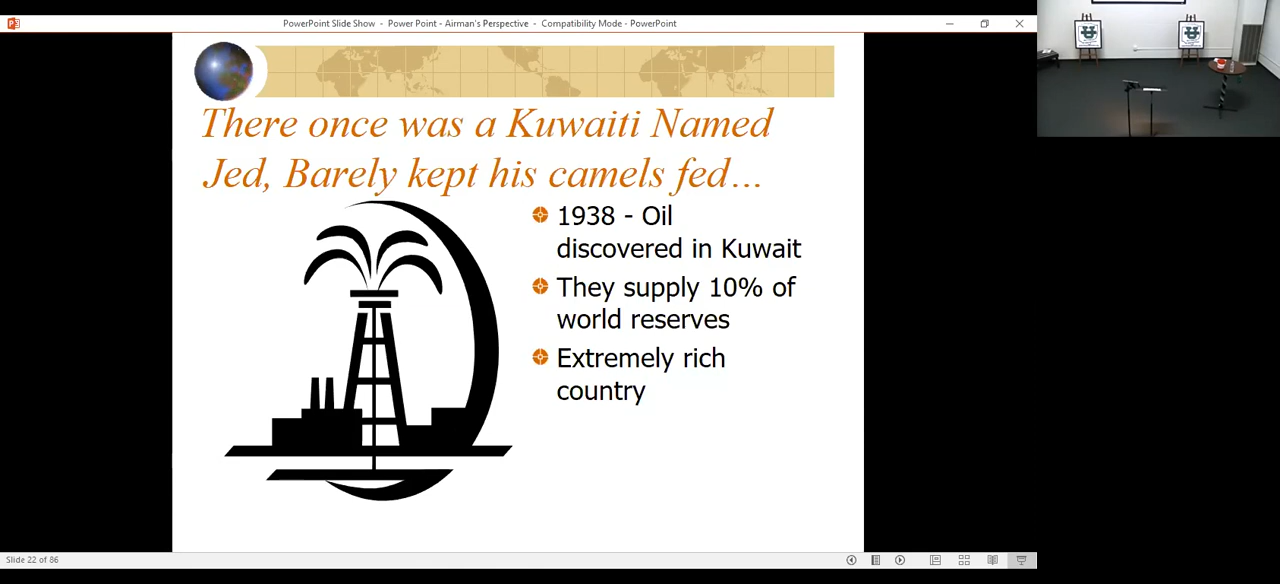 PowerPoint Slide Show - Power Point - Airman's Perspective - Compatibility Mode - PowerPoint
There once was a Kuwaiti Named
Jed, Barely kept his camels fed...
1938 - Oil
discovered in Kuwait
They supply 10% of
world reserves
Extremely rich
country
Slide 22 of 86